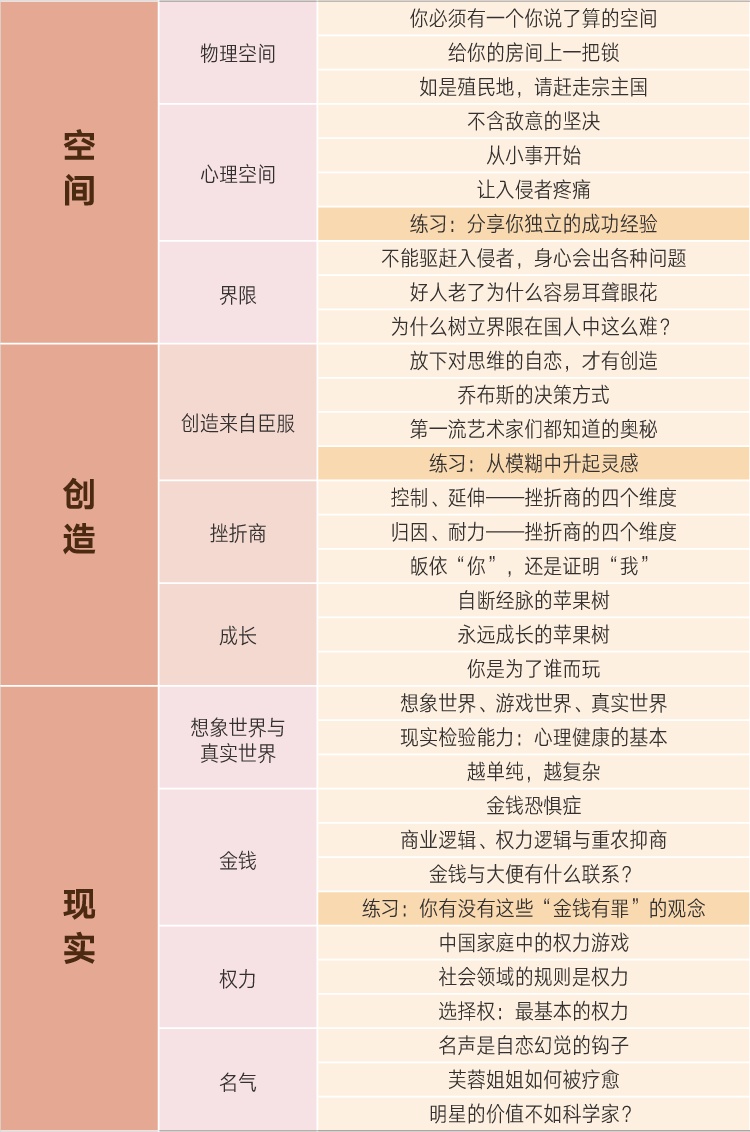 空间
物理空间
你必须有一个你说了算的空间
给你的房间上一把锁
如是殖民地，请赶走宗主国
心理空间
不含敌意的坚决
从小事开始
让入侵者疼痛
练习：分享你独立的成功经验
界限
不能驱赶入侵者，身心会出各种问题
好人老了为什么容易耳聋眼花
为什么树立界限在国人中这么难？
创造
创造来自臣服
放下对思维的自恋，才有创造
乔布斯的决策方式
第一流艺术家们都知道的奥秘
练习：从模糊中升起灵感
挫折商
控制、延伸——挫折商的四个维度
归因、耐力——挫折商的四个维度
皈依“你”，还是证明“我”
成长
自断经脉的苹果树
永远成长的苹果树
你是为了谁而玩
现实
想象世界与
真实世界
想象世界、游戏世界、真实世界
现实检验能力：心理健康的基本
越单纯，越复杂
金钱
金钱恐惧症
商业逻辑、权力逻辑与重农抑商
金钱与大便有什么联系？
练习：你有没有这些“金钱有罪”的观念
权力
中国家庭中的权力游戏
社会领域的规则是权力
选择权：最基本的权力
名气
名声是自恋幻觉的钩子
芙蓉姐姐如何被疗愈
明星的价值不如科学家？